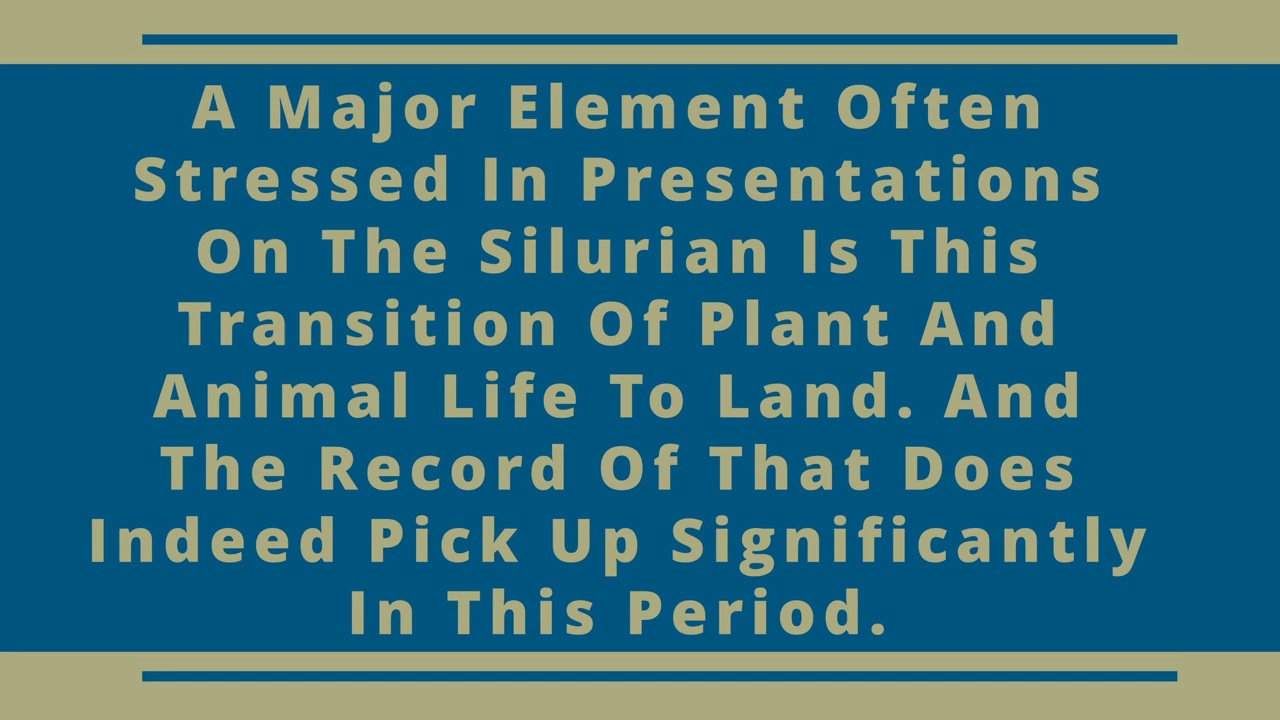 A Major Element Often
Stressed In Presentations
On The Silurian Is This
Transition Of Plant And
Animal Life To Land. And
The Record Of That Does
Indeed Pick Up Significantly
In This Period.